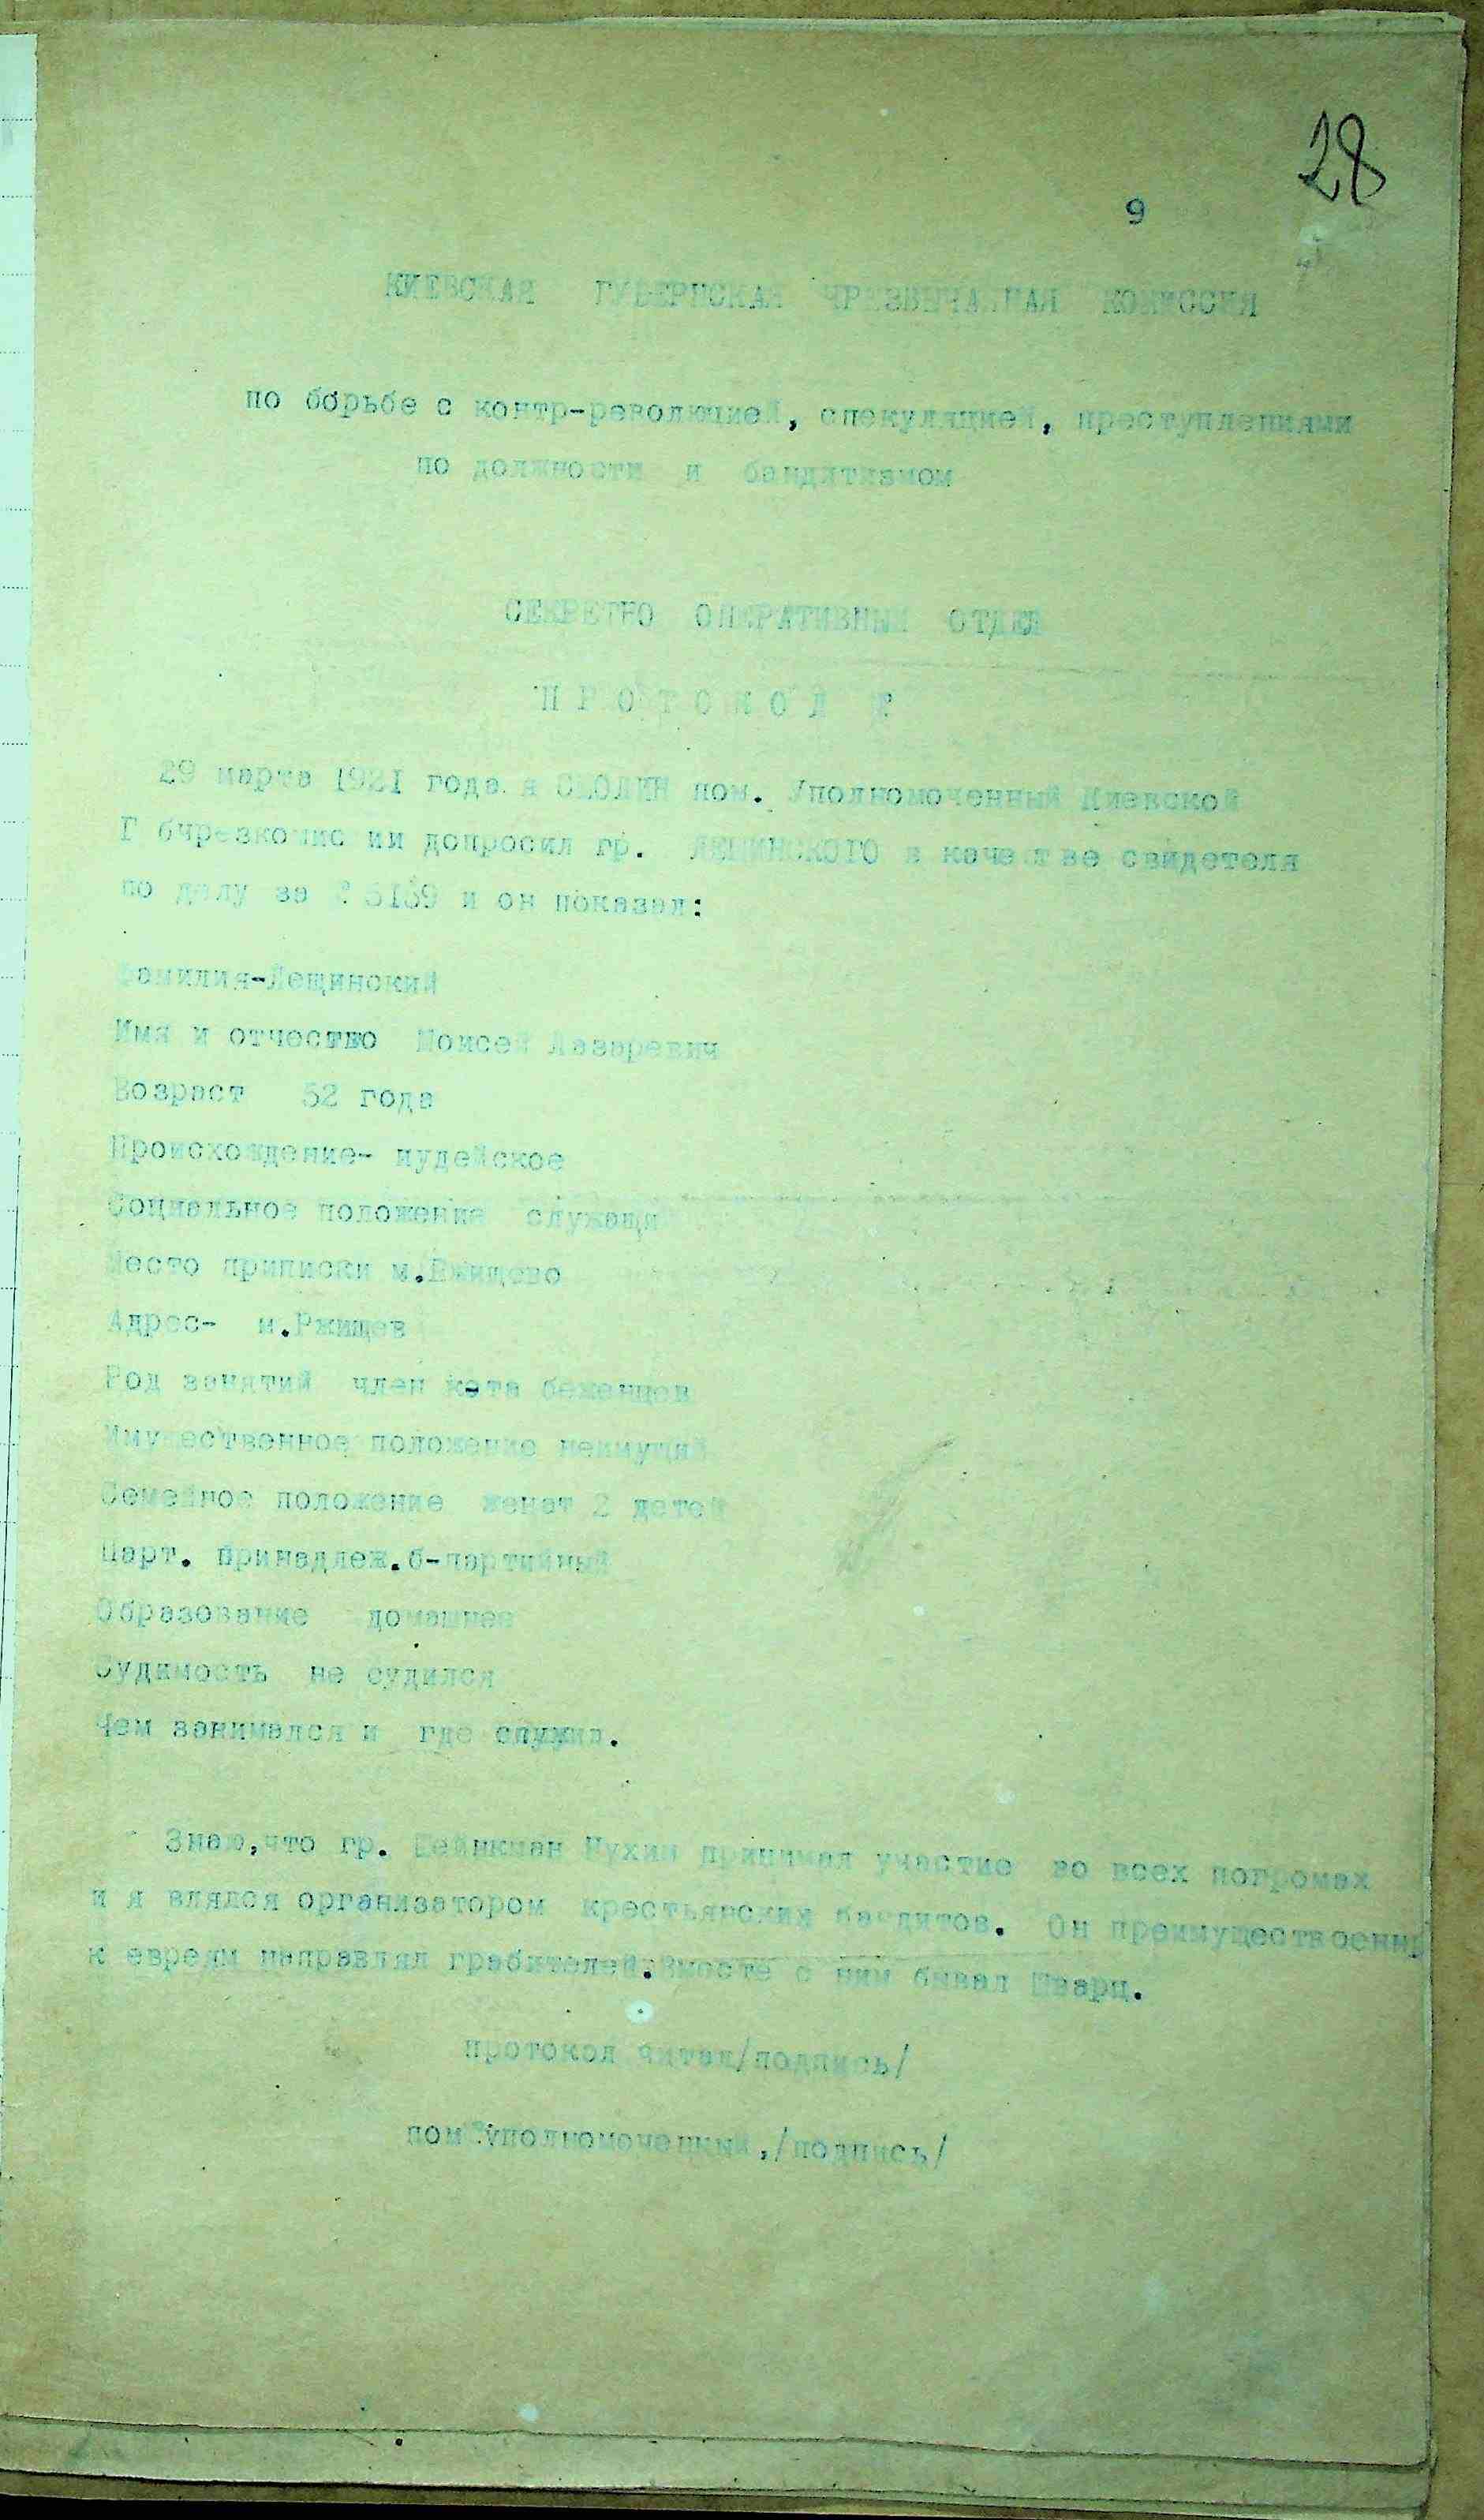 28
9
КИЕВСКАЯ ГУБЕРНСКАЯ ЧРЕЗВЫЧАЙНАЯ КОМИССИЯ
по борьбе с контр-революцией, спекуляцией, преступлениями
по должности и бандитизмом
СЕКРЕТНО ОПЕРАТИВНЫЙ ОТДЕЛ
ПРОТОКОЛ
29 марта 1921 года я пом. Уполномоченный Киевской
Губчрезкомиссии допросил гр. ЛЕЩИНСКОГО в качестве свидетеля
по делу за 5139 и он показал:
Фамилия-Лещинский
Имя и отчество Моисей Лазаревич
Возраст 52 года
Происхождение- иудейское
Социальное положение служащий
Место приписки м.Ржищево
Адрес- м.Ржищев
Род занятий член к-та беженцев
Имущественное положение неимущий
Семейное положение женат 2 детей
Парт. принадлеж.б-партийный
Образование домашнее
Судимость не судился
Чем занимался и где служил.
Знаю,что гр. принимал участие во всех погромах
и я влялся организатором крестьянских бандитов. Он преимущественно
к евреям направлял грабителей.Вместе с ним бывал Шварц.
протокол читал/подпись/
пом.уполномоченный,/подпись/